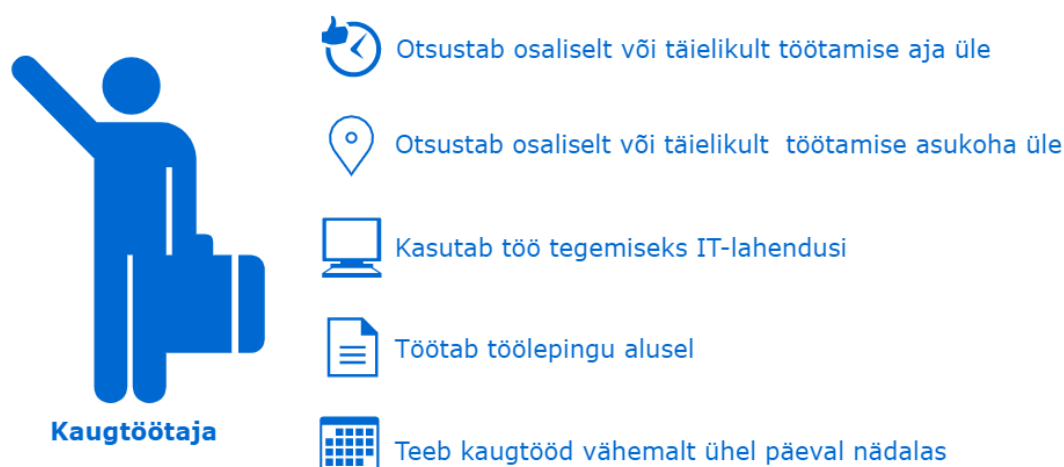 Otsustab osaliselt või täielikult töötamise aja üle
Otsustab osaliselt või täielikult töötamise asukoha üle
Kasutab töö tegemiseks IT-lahendusi
Töötab töölepingu alusel
Kaugtöötaja
Teeb kaugtööd vähemalt ühel päeval nädalas